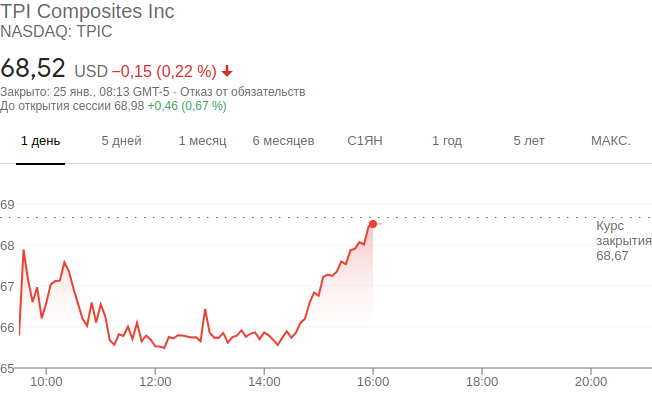 TPI Composites Inc
NASDAQ: TPIC
68,52 USD −0,15 (0,22 %)
Закрыто: 25 янв., 08:13 GMT-5 · Отказ от обязательств
До открытия сессии 68,98 +0,46 (0,67 %)
1 день 5 дней 1 месяц 6 месяцев С1ЯН 1 год 5 лет МАКС.
69
Курс
закрытия
68,67
68
67
66
65
10:00 12:00 14:00 16:00 18:00 20:00